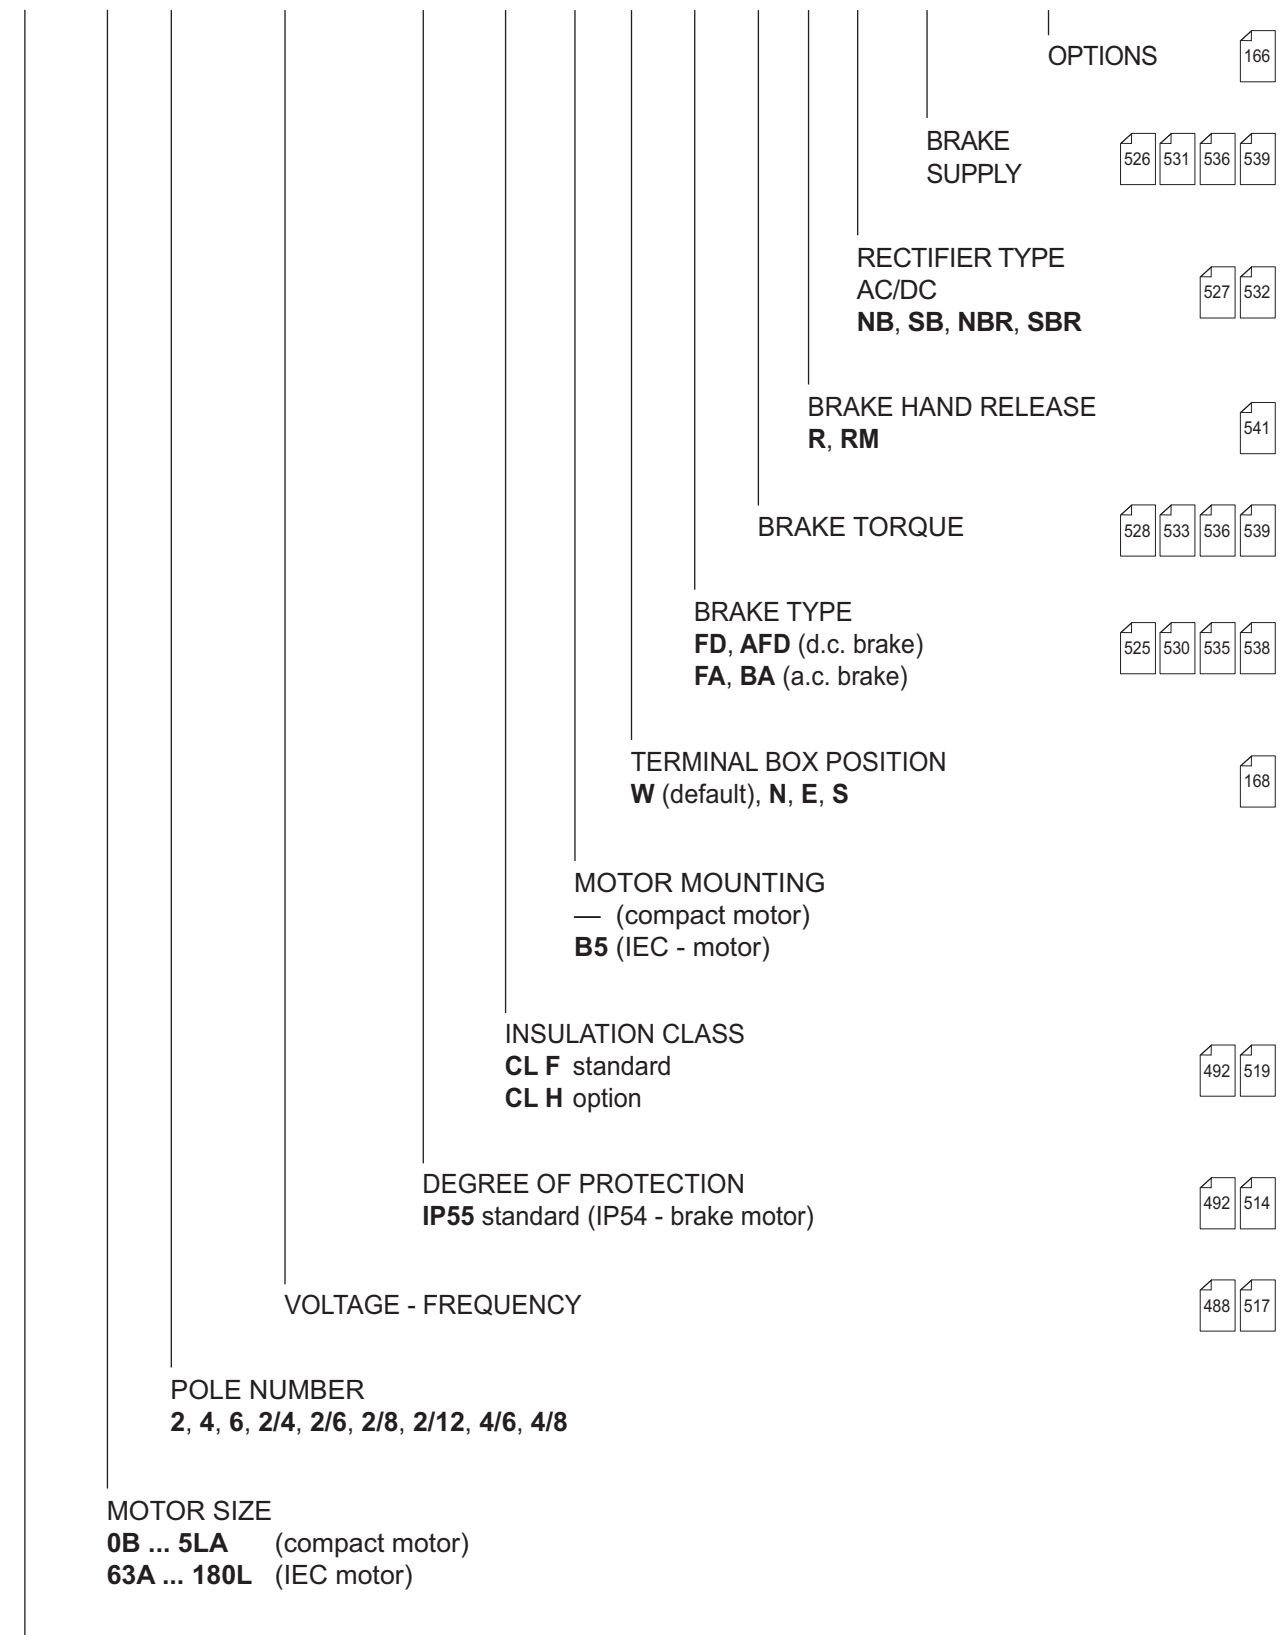 OPTIONS 166
BRAKE
SUPPLY 526 531 536 539
RECTIFIER TYPE
AC/DC 527 532
NB, SB, NBR, SBR
BRAKE HAND RELEASE
R, RM 541
BRAKE TORQUE 528 533 536 539
BRAKE TYPE
FD, AFD (d.c. brake) 525 530 535 538
FA, BA (a.c. brake)
TERMINAL BOX POSITION
W (default), N, E, S 168
MOTOR MOUNTING
— (compact motor)
B5 (IEC - motor)
INSULATION CLASS
CL F standard 492 519
CL H option
DEGREE OF PROTECTION
IP55 standard (IP54 - brake motor) 492 514
VOLTAGE - FREQUENCY 488 517
POLE NUMBER
2, 4, 6, 2/4, 2/6, 2/8, 2/12, 4/6, 4/8
MOTOR SIZE
0B ... 5LA (compact motor)
63A ... 180L (IEC motor)